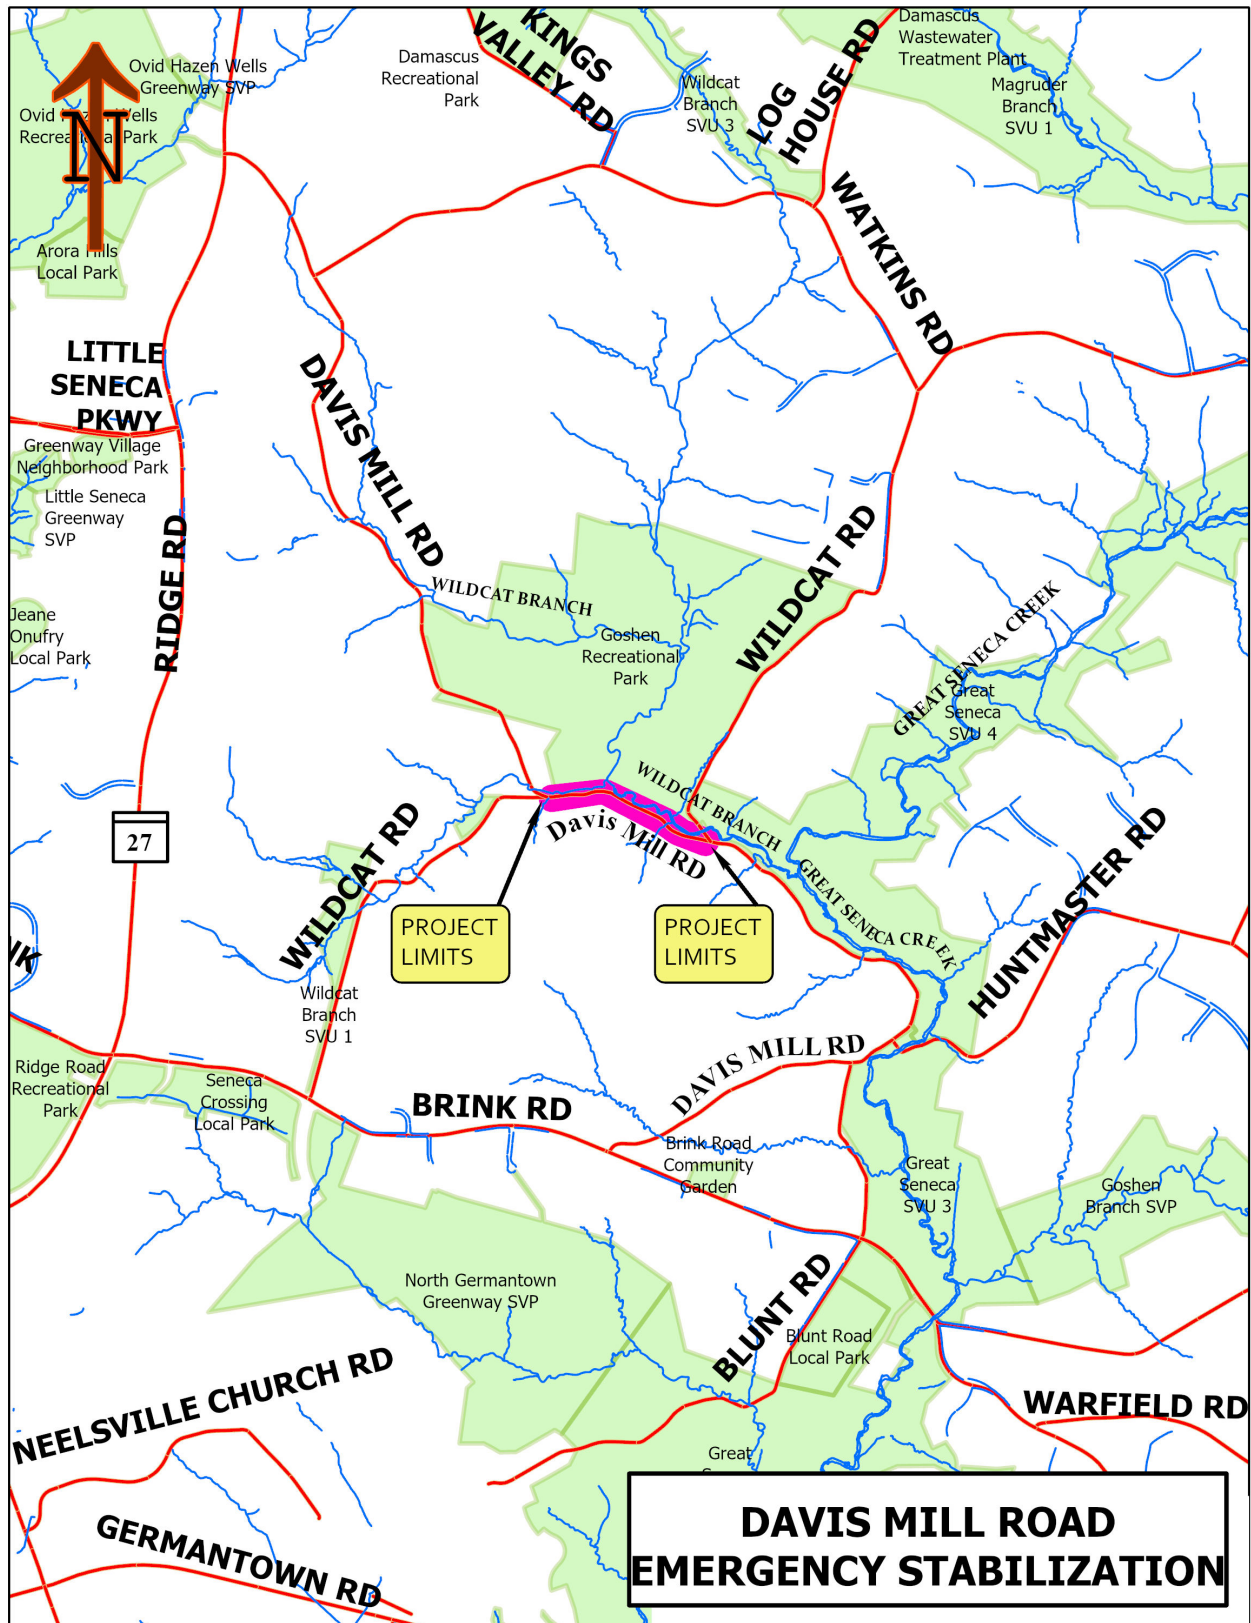 KINGS
VALLEY RD
LOG
HOUSE RD
Damascus
Wastewater
Treatment Plant
Damascus
Recreational
Park
Ovid Hazen Wells
Greenway SVP
Wildcat
Branch
SVU 3
Magruder
Branch
SVU 1
Ovid Hazen Wells
Recreational Park
N
Arora Hills
Local Park
WATKINS RD
LITTLE
SENECA
PKWY
DAVIS MILL RD
Greenway Village
Neighborhood Park
Little Seneca
Greenway
SVP
RIDGE RD
WILDCAT RD
WILDCAT BRANCH
GREAT SENECA CREEK
Jeane
Onufry
Local Park
Goshen
Recreational
Park
Great
Seneca
SVU 4
WILDCAT BRANCH
Davis Mill RD
27
WILDCAT RD
GREAT SENECA CREEK
HUNTMASTER RD
PROJECT
LIMITS
PROJECT
LIMITS
Wildcat
Branch
SVU 1
DAVIS MILL RD
Ridge Road
Recreational
Park
Seneca
Crossing
Local Park
BRINK RD
Brink Road
Community
Garden
Great
Seneca
SVU 3
Goshen
Branch SVP
North Germantown
Greenway SVP
BLUNT RD
Blunt Road
Local Park
NEELSVILLE CHURCH RD
WARFIELD RD
Great
GERMANTOWN RD
DAVIS MILL ROAD
EMERGENCY STABILIZATION